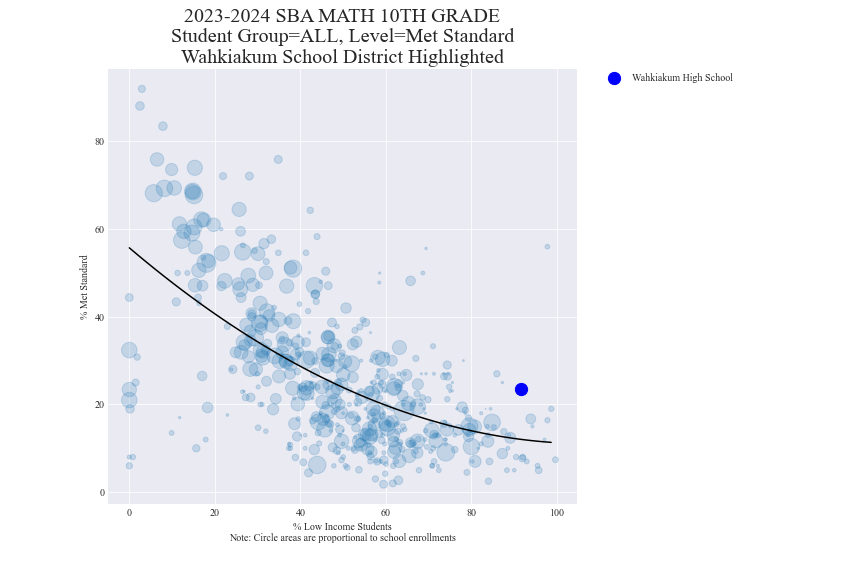 2023-2024 SBA MATH 10TH GRADE
Student Group=ALL, Level=Met Standard
Wahkiakum School District Highlighted
Wahkiakum High School
% Met Standard
80
60
40
20
0
0 20 40 60 80 100
% Low Income Students
Note: Circle areas are proportional to school enrollments